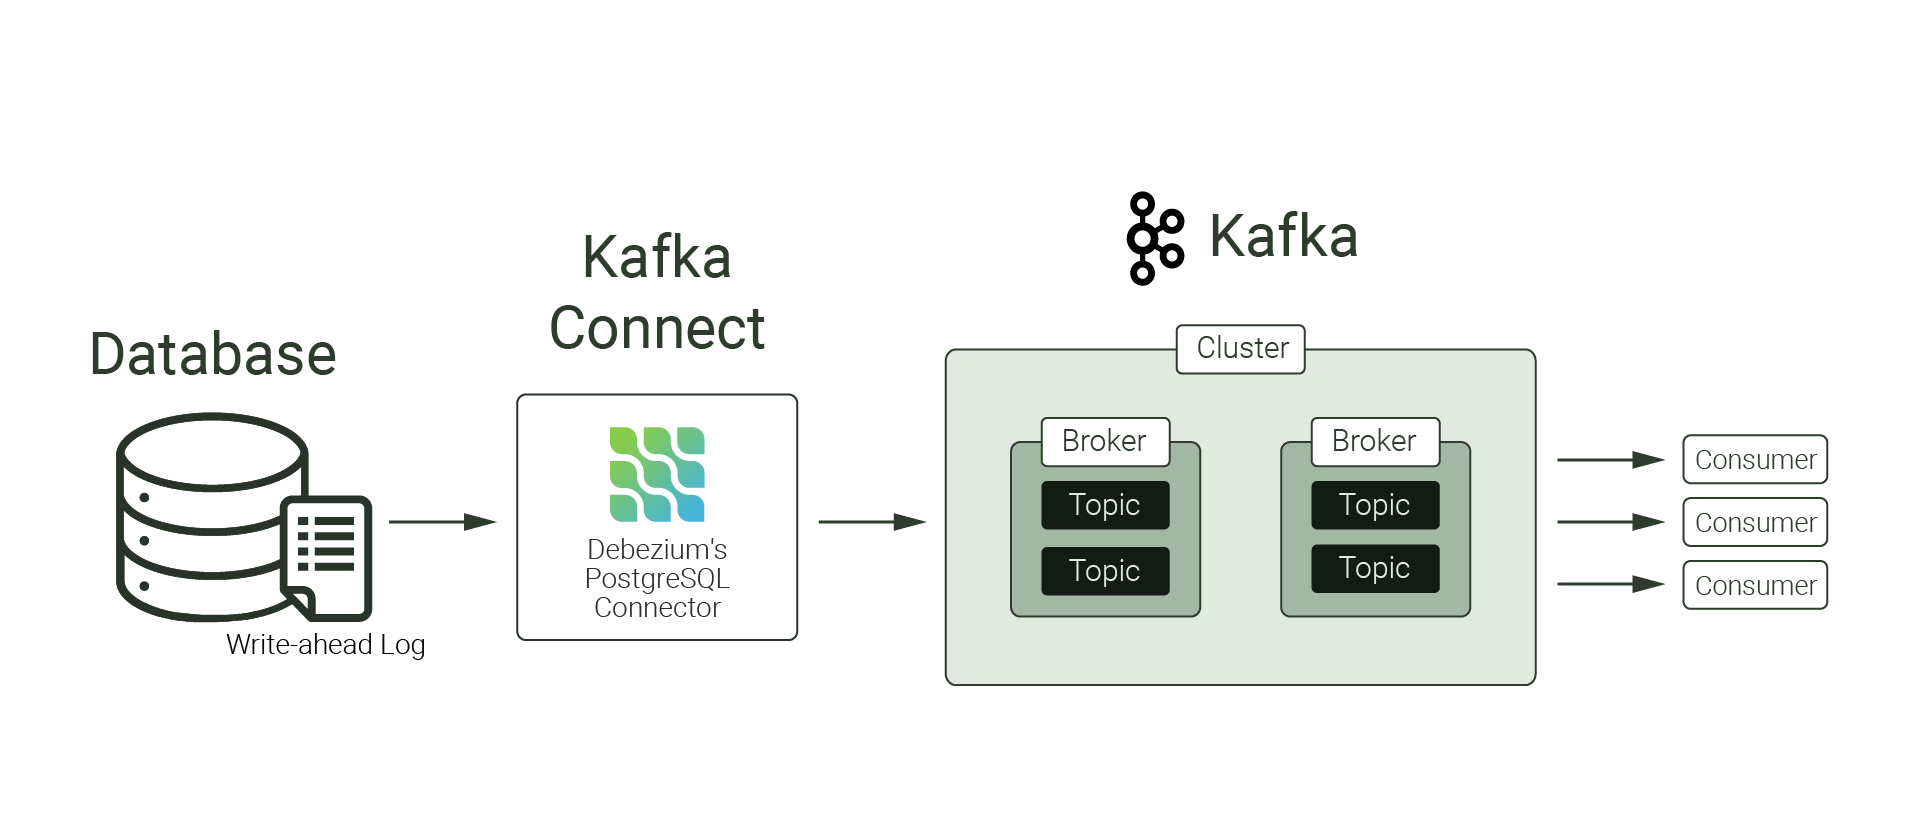 Database
Write-ahead Log
Kafka
Connect
Debezium's
PostgreSQL
Connector
Kafka
Cluster
Broker
Topic
Topic
Broker
Topic
Topic
Consumer
Consumer
Consumer